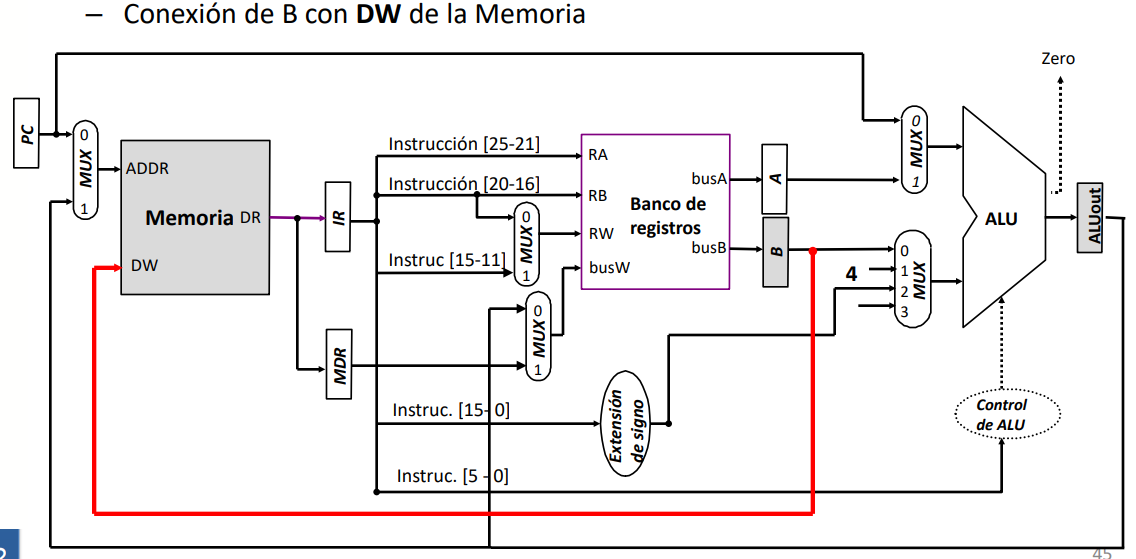 – Conexión de B con DW de la Memoria
Zero
PC
MUX
0
1
ADDR
Memoria
DR
DW
IR
MDR
Instrucción [25-21]
Instrucción [20-16]
Instruc [15-11]
MUX
0
1
MUX
0
1
RA
RB
RW
busW
Banco de
registros
busA
busB
A
B
4
MUX
0
1
MUX
0
1
2
3
ALU
ALUout
Instruc. [15- 0]
Extensión
de signo
Control
de ALU
Instruc. [5 - 0]
2
45